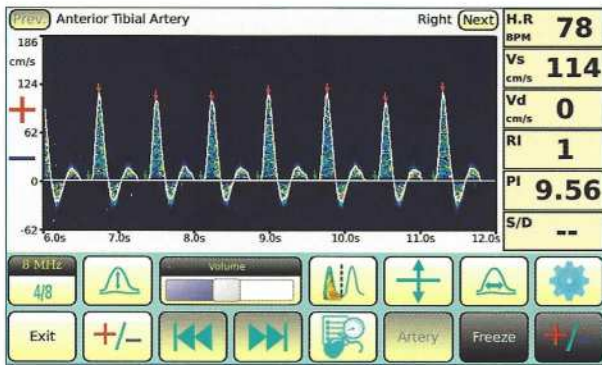 Prev. Anterior Tibial Artery Right Next
186
cm/s
124
62
0
-62
6.0s 7.0s 8.0s 9.0s 10.0s 11.0s 12.0s
H.R
BPM 78
Vs
cm/s 114
Vd
cm/s 0
RI 1
PI 9.56
S/D --
8 MHz
4/8
Volume
Exit +/- Artery Freeze +/-